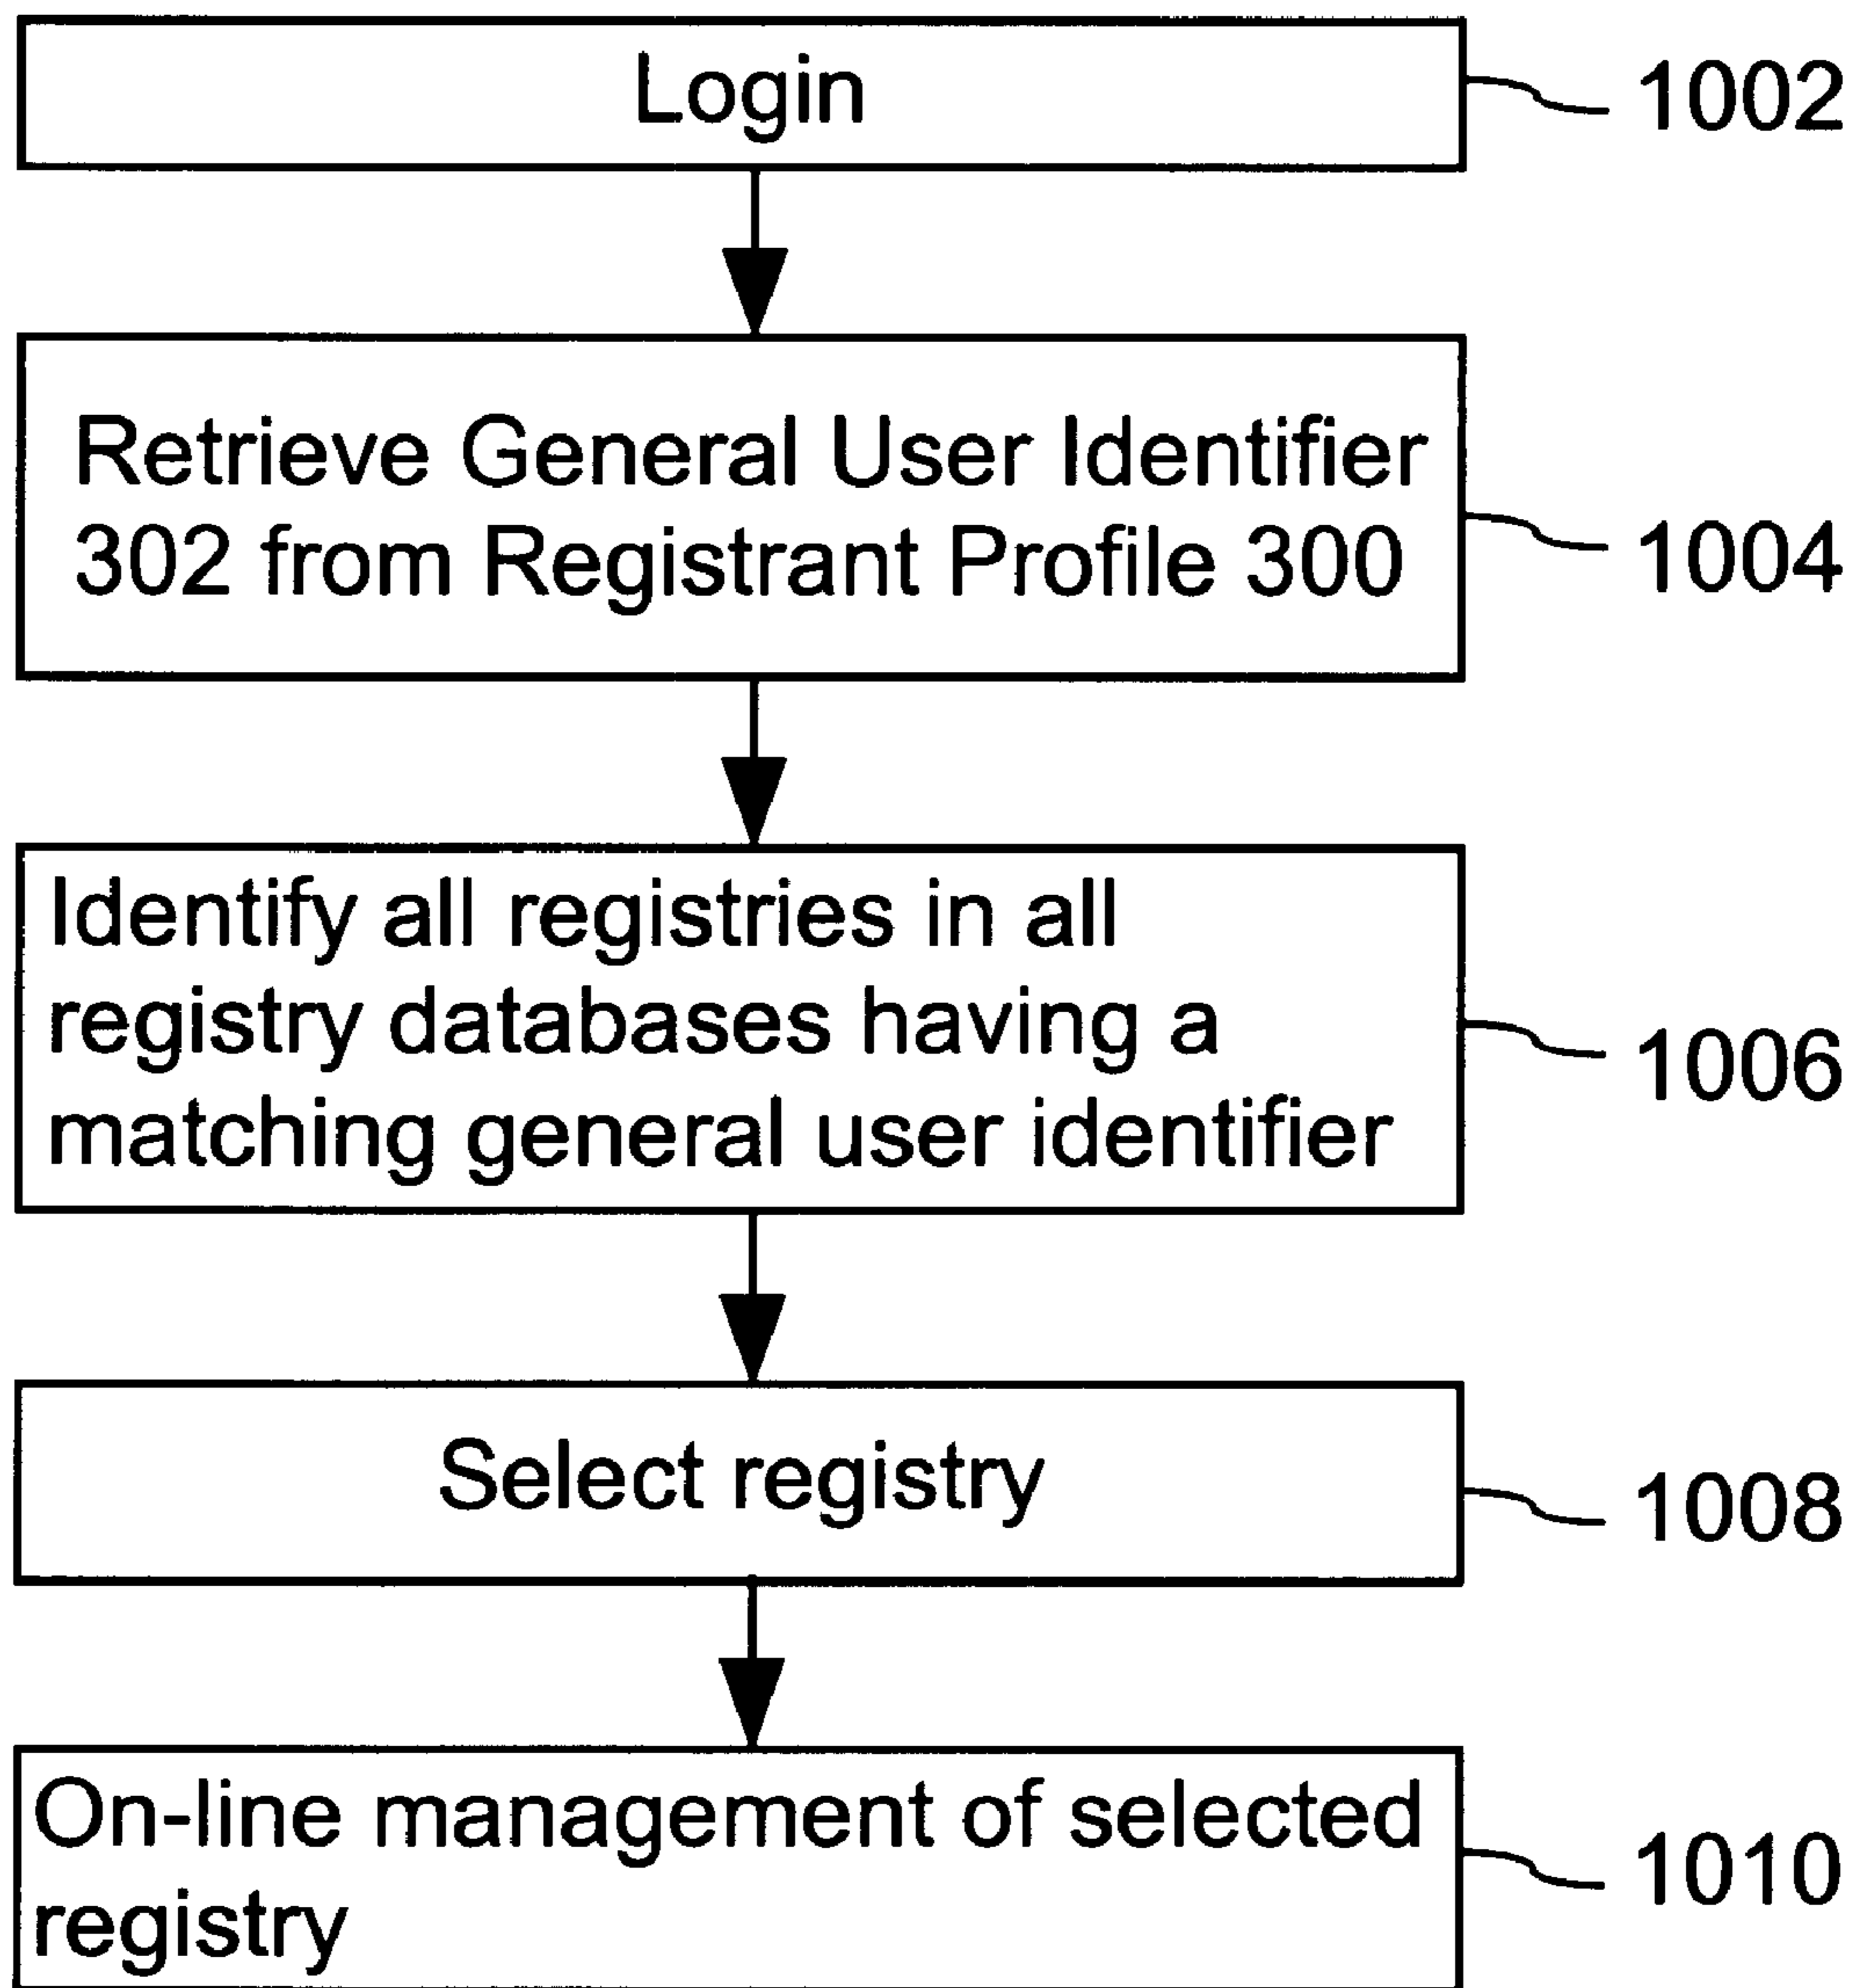 Login
1002
Retrieve General User Identifier
302 from Registrant Profile 300
1004
Identify all registries in all
registry databases having a
matching general user identifier
1006
Select registry
1008
On-line management of selected
registry
1010